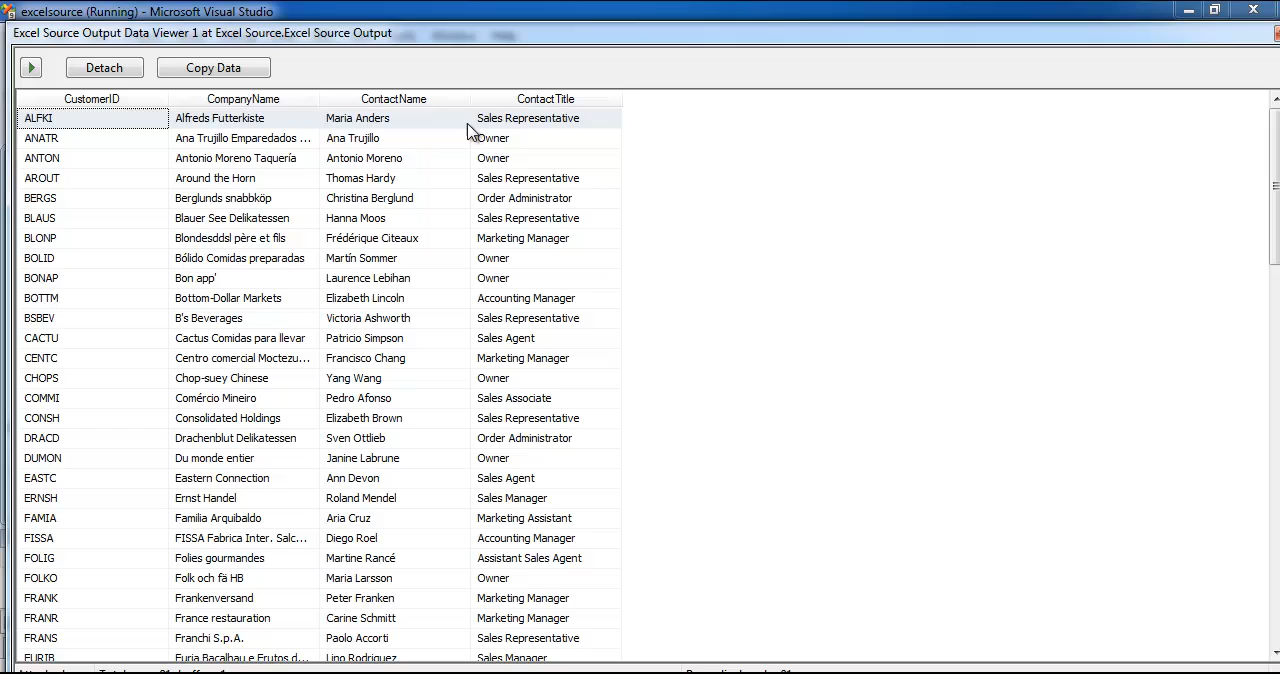 excelsource (Running) - Microsoft Visual Studio
Excel Source Output Data Viewer 1 at Excel Source.Excel Source Output
Detach Copy Data
CustomerID CompanyName ContactName ContactTitle
ALFKI Alfreds Futterkiste Maria Anders Sales Representative
ANATR Ana Trujillo Emparedados ... Ana Trujillo Owner
ANTON Antonio Moreno Taquería Antonio Moreno Owner
AROUT Around the Horn Thomas Hardy Sales Representative
BERGS Berglunds snabbköp Christina Berglund Order Administrator
BLAUS Blauer See Delikatessen Hanna Moos Sales Representative
BLONP Blondesddsl père et fils Frédérique Citeaux Marketing Manager
BOLID Bólido Comidas preparadas Martín Sommer Owner
BONAP Bon app' Laurence Lebihan Owner
BOTTM Bottom-Dollar Markets Elizabeth Lincoln Accounting Manager
BSBEV B's Beverages Victoria Ashworth Sales Representative
CACTU Cactus Comidas para llevar Patricio Simpson Sales Agent
CENTC Centro comercial Moctezu... Francisco Chang Marketing Manager
CHOPS Chop-suey Chinese Yang Wang Owner
COMMI Comércio Mineiro Pedro Afonso Sales Associate
CONSH Consolidated Holdings Elizabeth Brown Sales Representative
DRACD Drachenblut Delikatessen Sven Ottlieb Order Administrator
DUMON Du monde entier Janine Labrune Owner
EASTC Eastern Connection Ann Devon Sales Agent
ERNSH Ernst Handel Roland Mendel Sales Manager
FAMIA Familia Arquibaldo Aria Cruz Marketing Assistant
FISSA FISSA Fabrica Inter. Salc... Diego Roel Accounting Manager
FOLIG Folies gourmandes Martine Rancé Assistant Sales Agent
FOLKO Folk och fä HB Maria Larsson Owner
FRANK Frankenversand Peter Franken Marketing Manager
FRANR France restauration Carine Schmitt Marketing Manager
FRANS Franchi S.p.A. Paolo Accorti Sales Representative
FURIB Furia Bacalhau e Frutos d... Lino Rodriguez Sales Manager